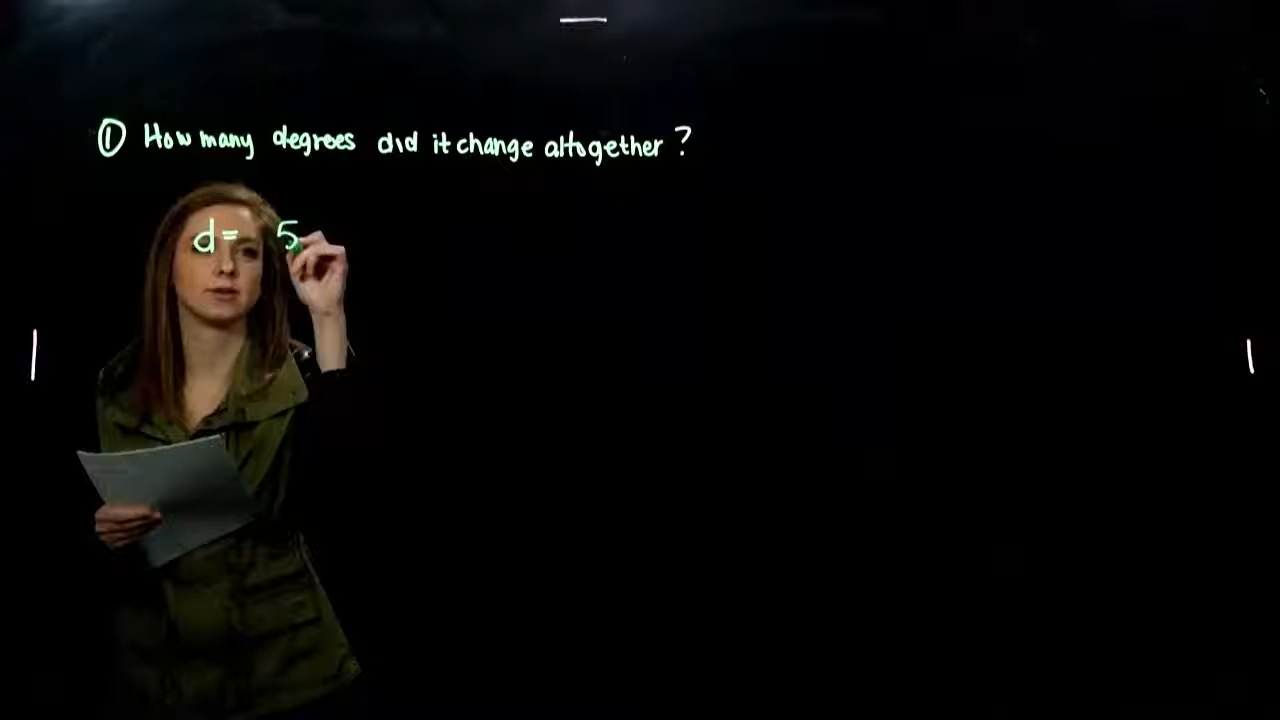 ① How many degrees did it change altogether?
d = 5